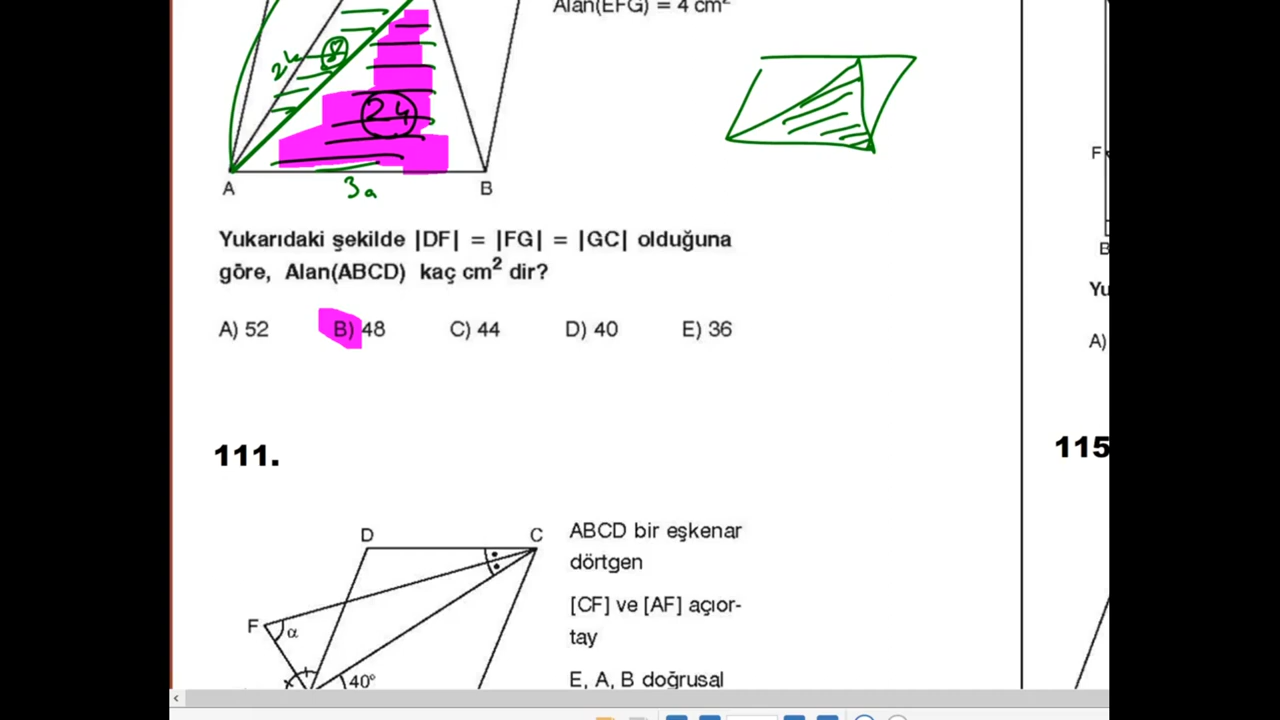 Alan(EFG) = 4 cm²
2k
8
24
A
3a
B
Yukarıdaki şekilde |DF| = |FG| = |GC| olduğuna
göre, Alan(ABCD) kaç cm² dir?
A) 52 B) 48 C) 44 D) 40 E) 36
111.
D
C
F
α
40°
ABCD bir eşkenar
dörtgen
[CF] ve [AF] açıor-
tay
E, A, B doğrusal
F
B
Yu
A)
115